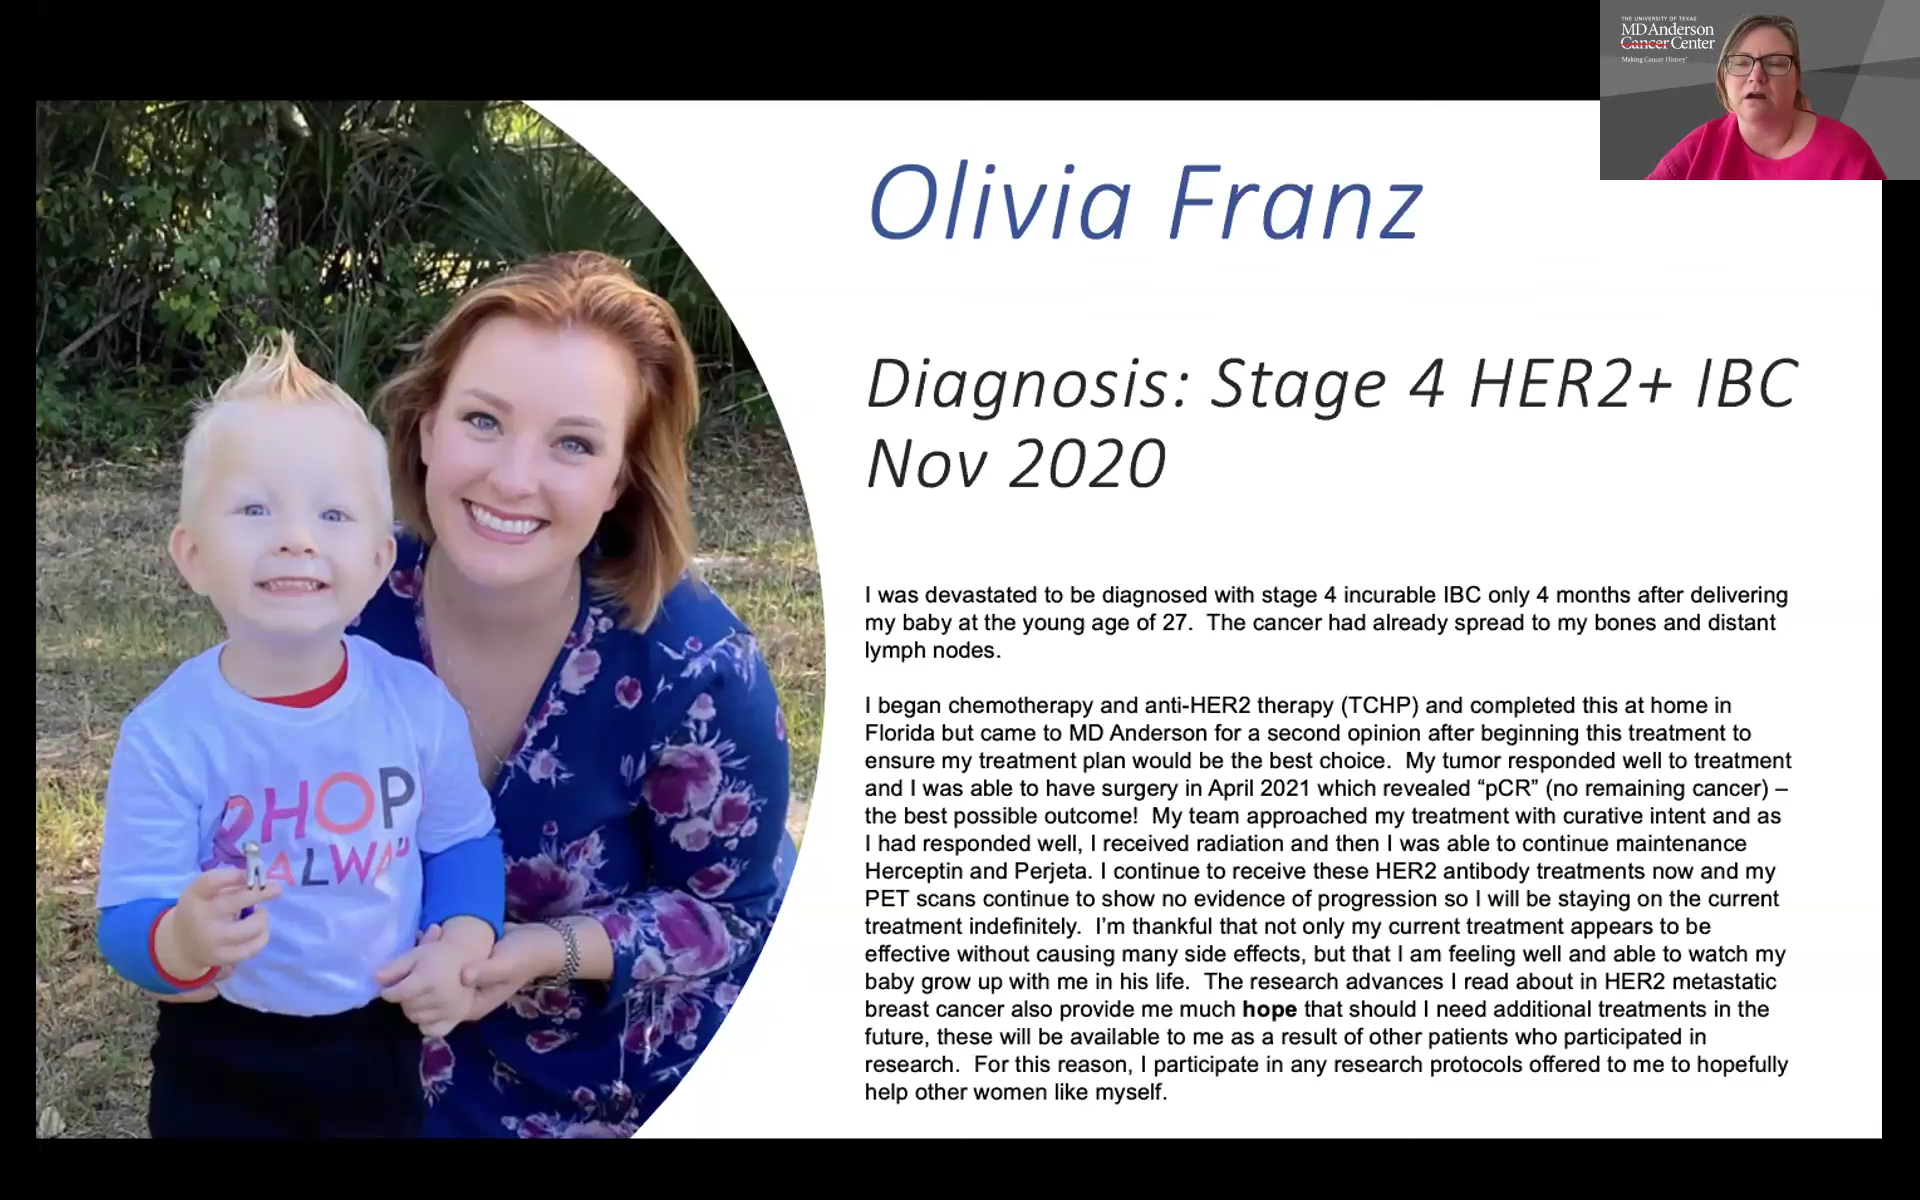 THE UNIVERSITY OF TEXAS
MD Anderson
Cancer Center
Making Cancer History®
Olivia Franz
Diagnosis: Stage 4 HER2+ IBC
Nov 2020
I was devastated to be diagnosed with stage 4 incurable IBC only 4 months after delivering
my baby at the young age of 27.  The cancer had already spread to my bones and distant
lymph nodes.
I began chemotherapy and anti-HER2 therapy (TCHP) and completed this at home in
Florida but came to MD Anderson for a second opinion after beginning this treatment to
ensure my treatment plan would be the best choice.  My tumor responded well to treatment
and I was able to have surgery in April 2021 which revealed “pCR” (no remaining cancer) –
the best possible outcome!  My team approached my treatment with curative intent and as
I had responded well, I received radiation and then I was able to continue maintenance
Herceptin and Perjeta. I continue to receive these HER2 antibody treatments now and my
PET scans continue to show no evidence of progression so I will be staying on the current
treatment indefinitely.  I’m thankful that not only my current treatment appears to be
effective without causing many side effects, but that I am feeling well and able to watch my
baby grow up with me in his life.  The research advances I read about in HER2 metastatic
breast cancer also provide me much hope that should I need additional treatments in the
future, these will be available to me as a result of other patients who participated in
research.  For this reason, I participate in any research protocols offered to me to hopefully
help other women like myself.
HOP
ALWA